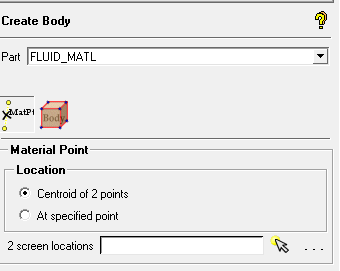 Create Body
Part FLUID_MATL
MatPt Body
Material Point
Location
Centroid of 2 points
At specified point
2 screen locations ...